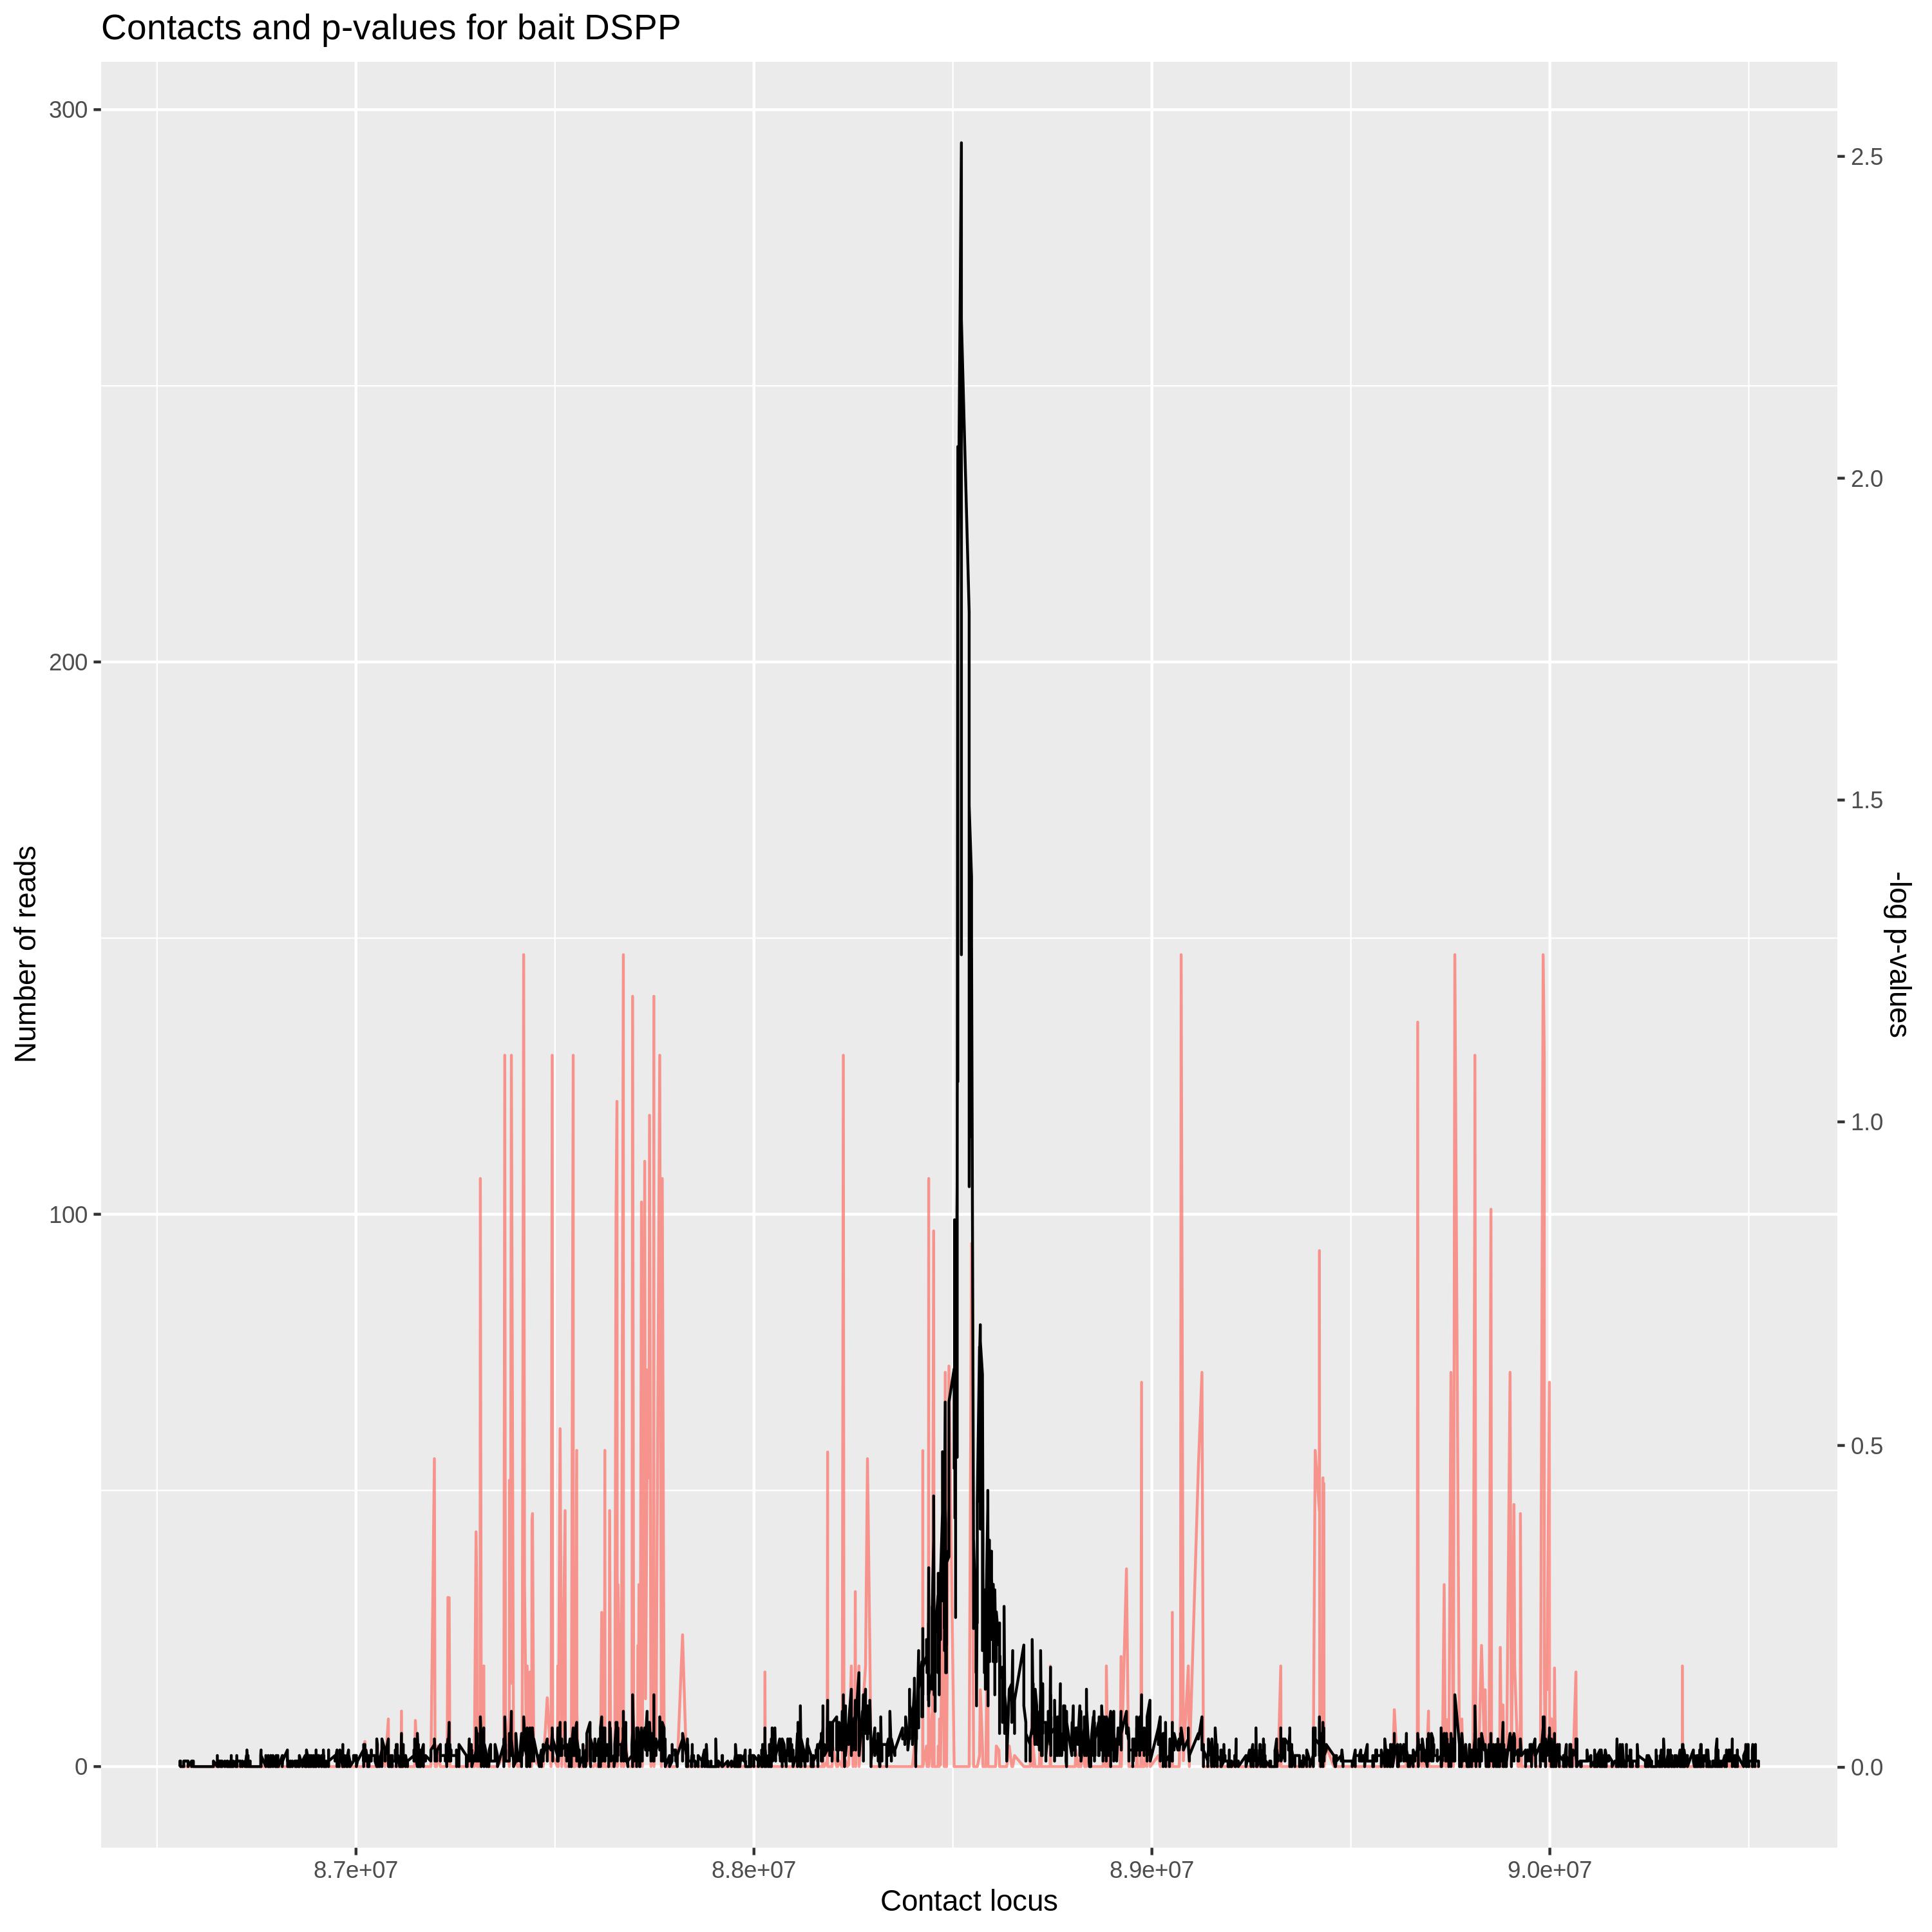 Contacts and p-values for bait DSPP
300
200
100
0
Number of reads
2.5
2.0
1.5
1.0
0.5
0.0
-log p-values
8.7e+07 8.8e+07 8.9e+07 9.0e+07
Contact locus